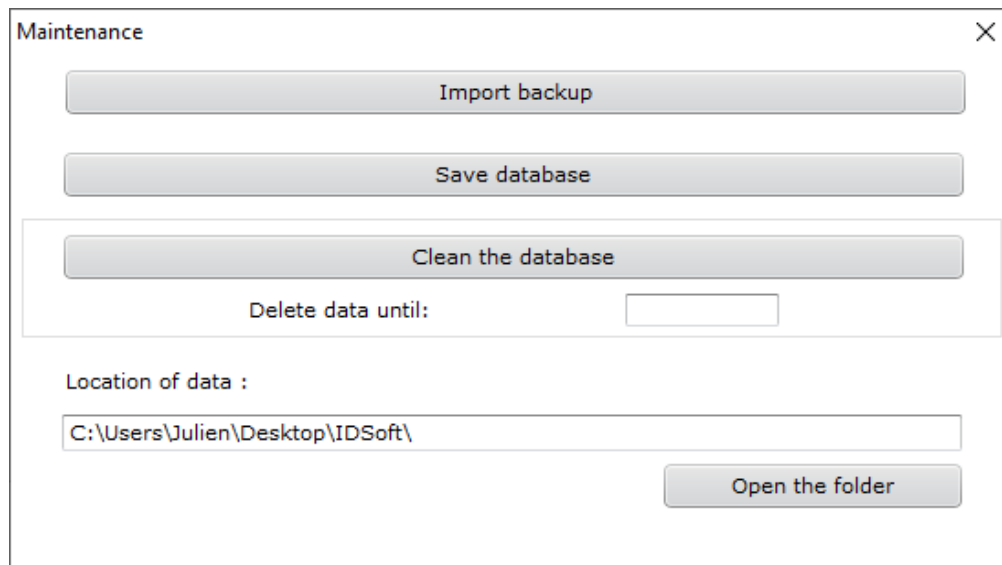 Maintenance
Import backup
Save database
Clean the database
Delete data until:
Location of data :
C:\Users\Julien\Desktop\IDSoft\
Open the folder